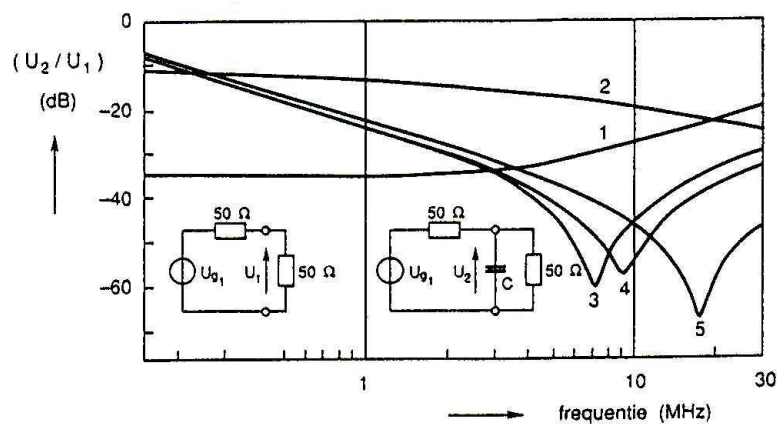 0
(U₂/U₁)
(dB)
−20
−40
−60
2
1
50 Ω
Ug₁
U₁
50 Ω
50 Ω
Ug₁
U₂
C
50 Ω
3
4
5
1
10
30
frequentie (MHz)